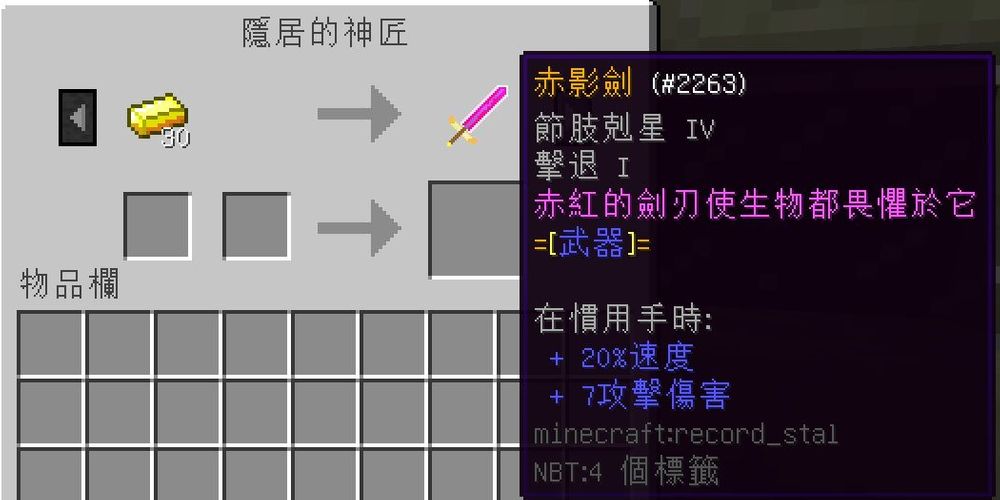 隱居的神匠
30
物品欄
赤影劍 (#2263)
節肢剋星 IV
擊退 I
赤紅的劍刃使生物都畏懼於它
=[武器]=
在慣用手時:
+ 20%速度
+ 7攻擊傷害
minecraft:record_stal
NBT:4 個標籤